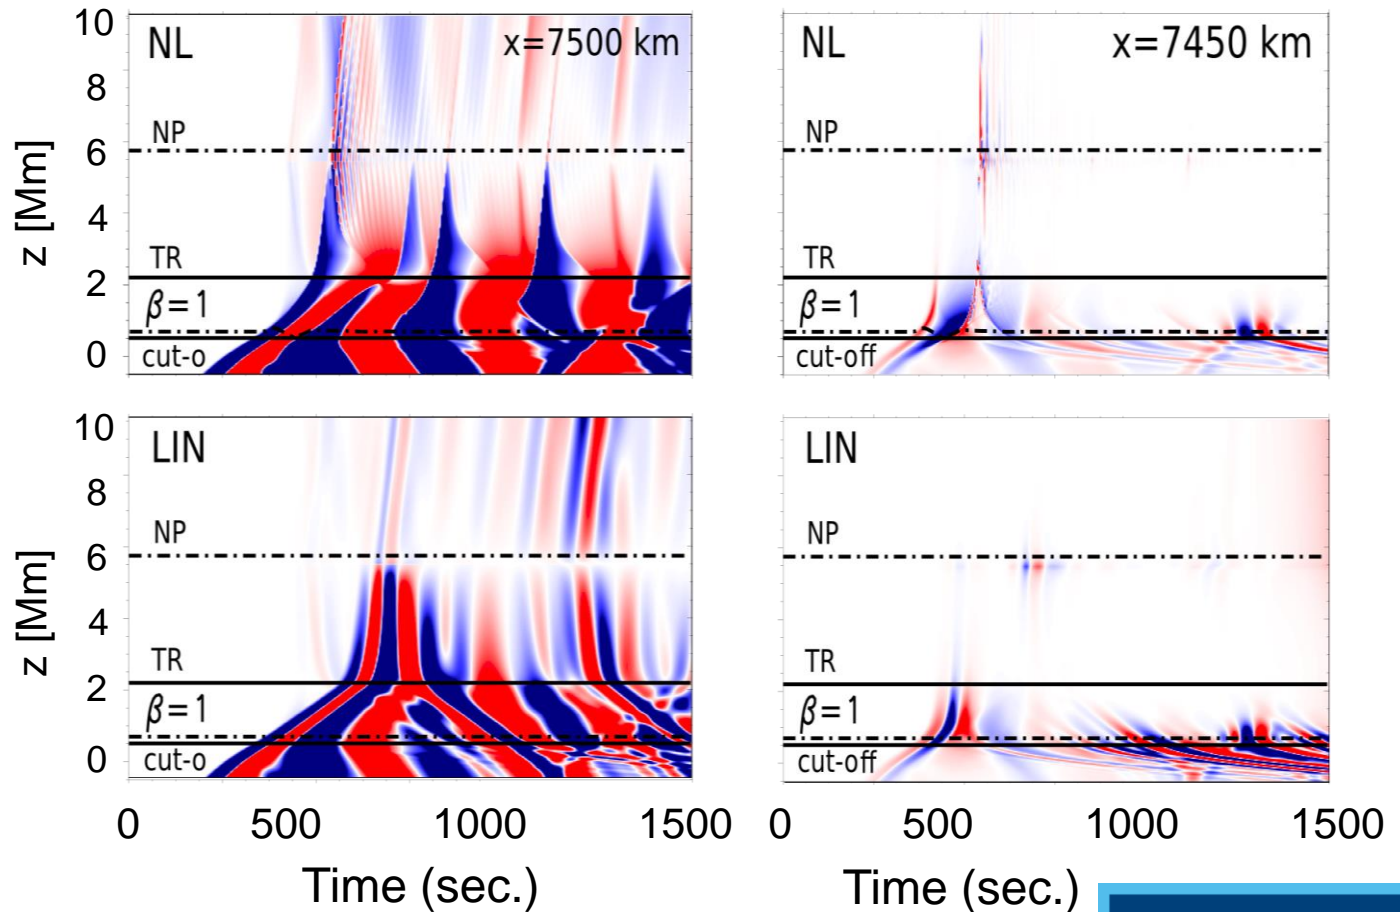 10
NL
x=7500 km
8
NP
6
z [Mm]
4
TR
2
β=1
0
cut-o
NL
x=7450 km
NP
TR
β=1
cut-off
10
LIN
8
NP
6
z [Mm]
4
TR
2
β=1
0
cut-o
0 500 1000 1500
Time (sec.)
LIN
NP
TR
β=1
cut-off
0 500 1000 1500
Time (sec.)